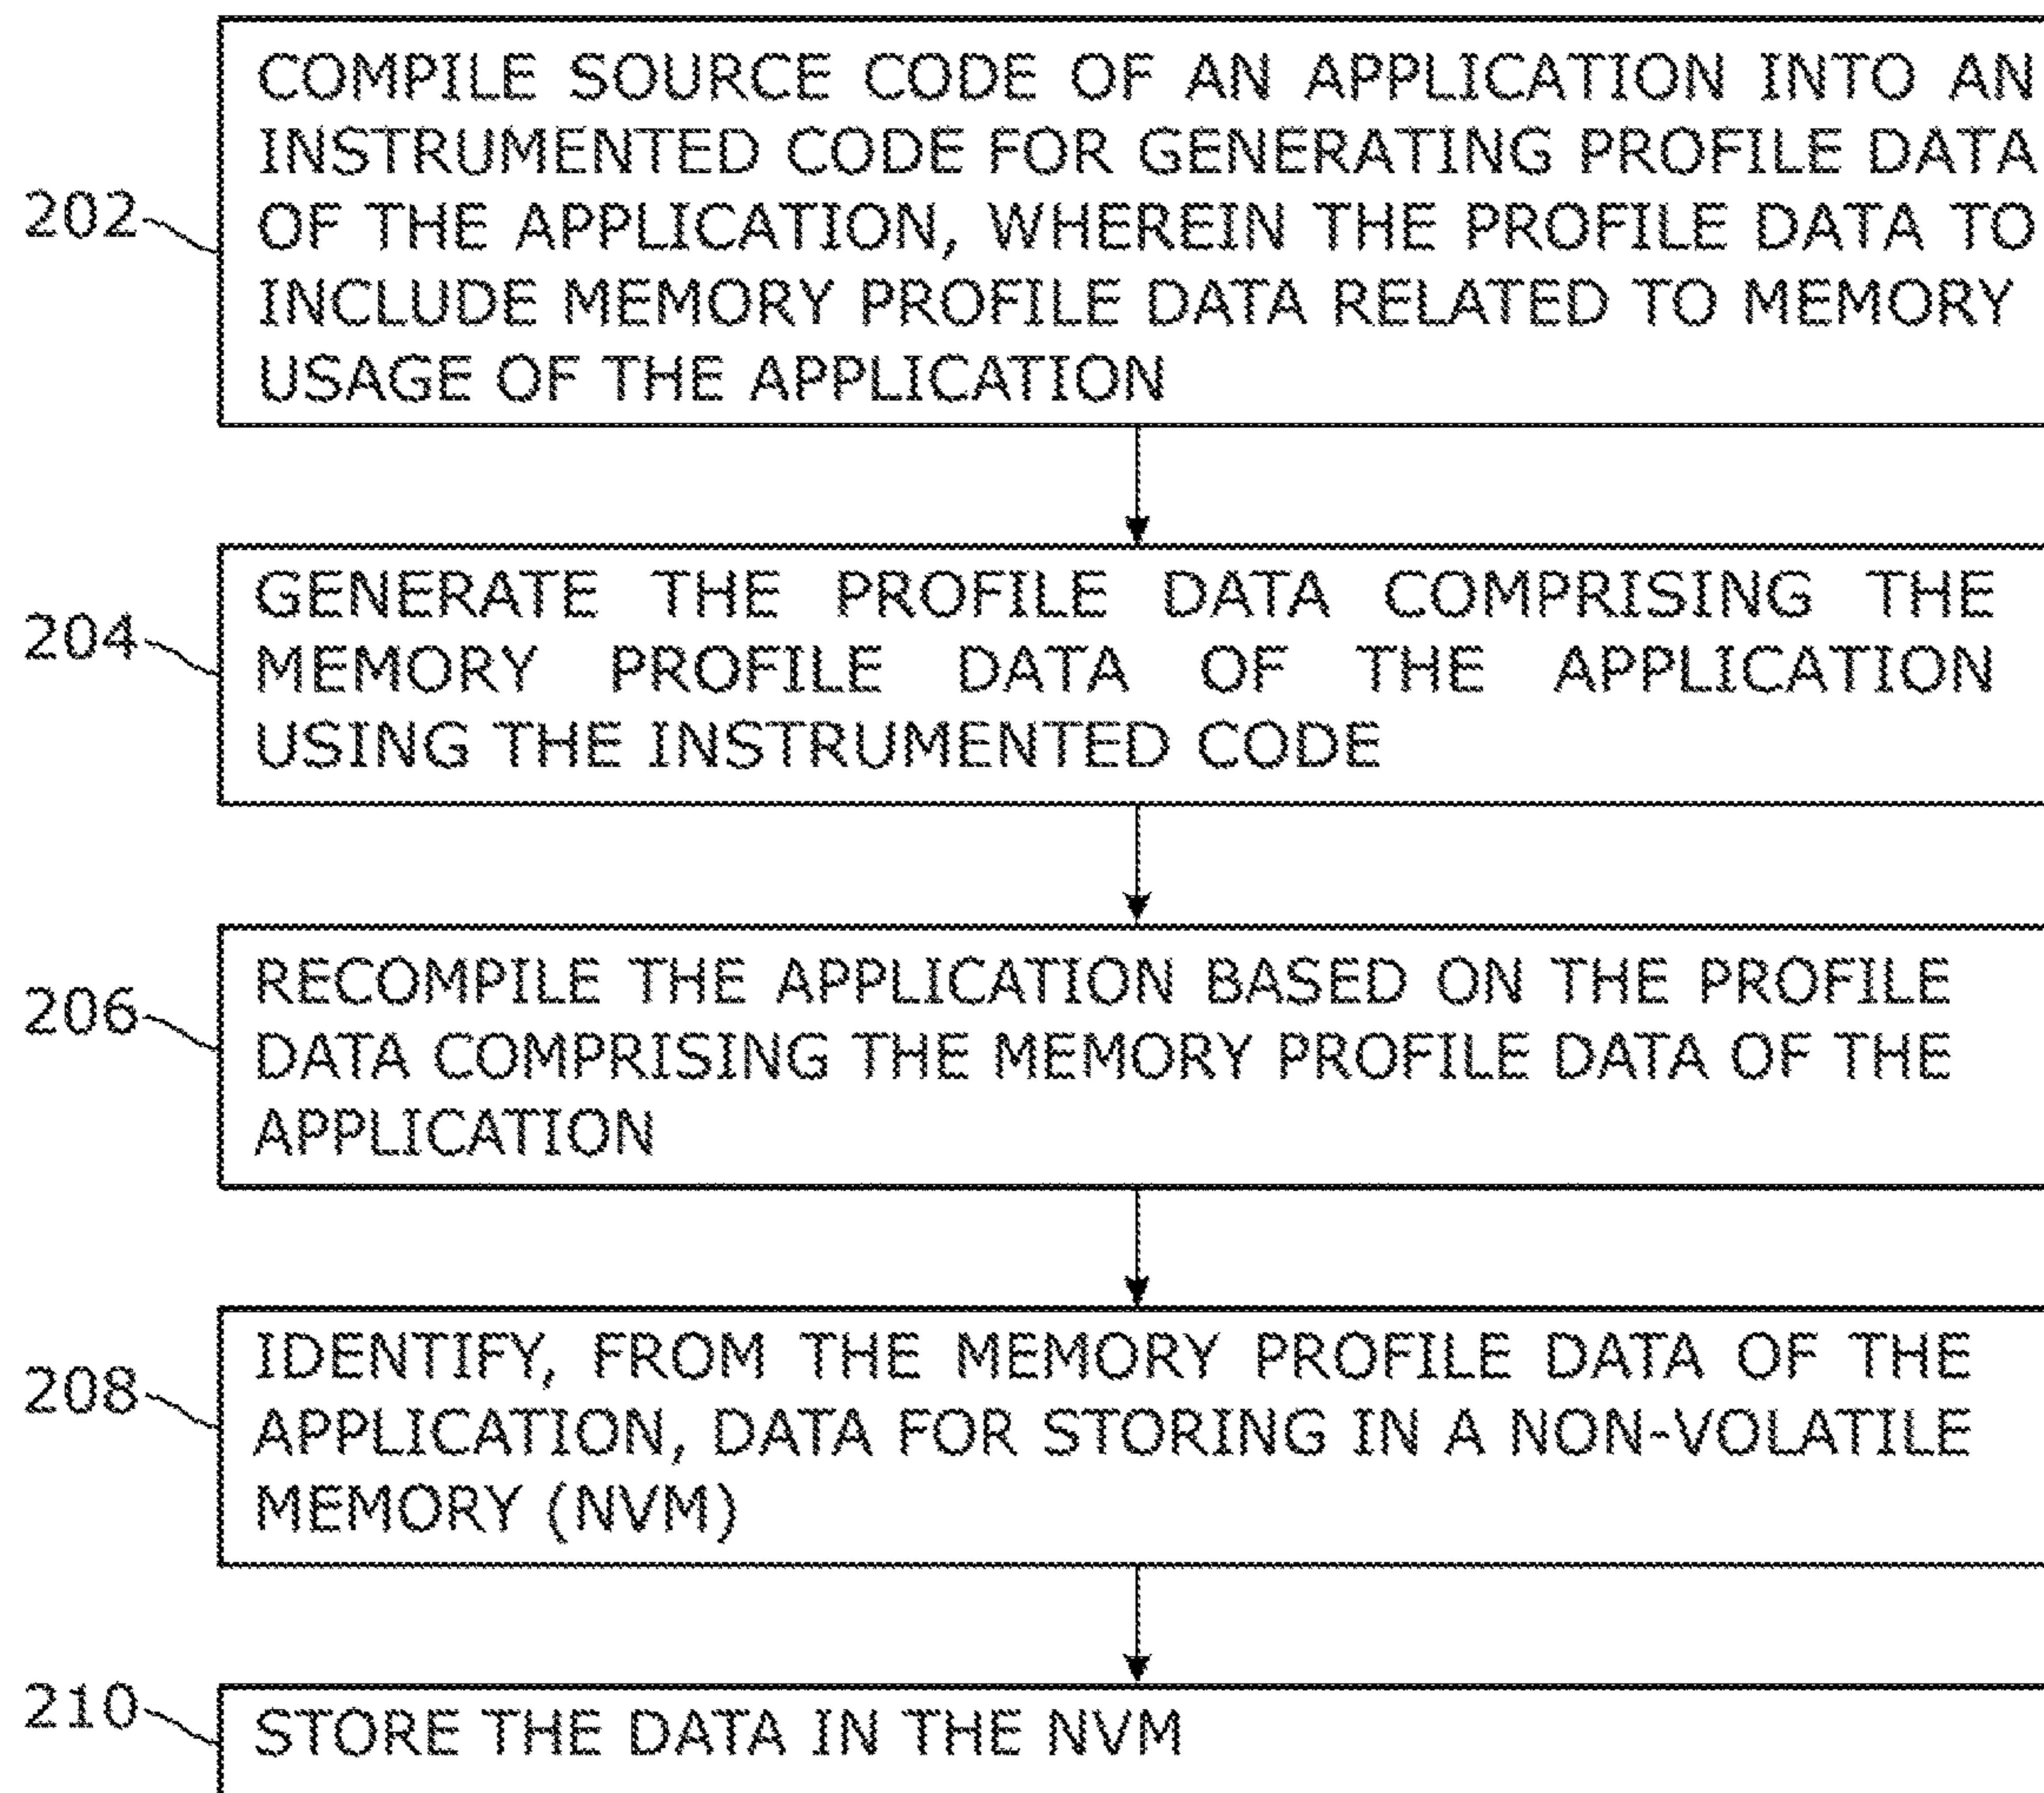 COMPILE SOURCE CODE OF AN APPLICATION INTO AN
INSTRUMENTED CODE FOR GENERATING PROFILE DATA
202
OF THE APPLICATION, WHEREIN THE PROFILE DATA TO
INCLUDE MEMORY PROFILE DATA RELATED TO MEMORY
USAGE OF THE APPLICATION
GENERATE THE PROFILE DATA COMPRISING THE
204
MEMORY PROFILE DATA OF THE APPLICATION
USING THE INSTRUMENTED CODE
RECOMPILE THE APPLICATION BASED ON THE PROFILE
206
DATA COMPRISING THE MEMORY PROFILE DATA OF THE
APPLICATION
IDENTIFY, FROM THE MEMORY PROFILE DATA OF THE
208
APPLICATION, DATA FOR STORING IN A NON-VOLATILE
MEMORY (NVM)
210
STORE THE DATA IN THE NVM